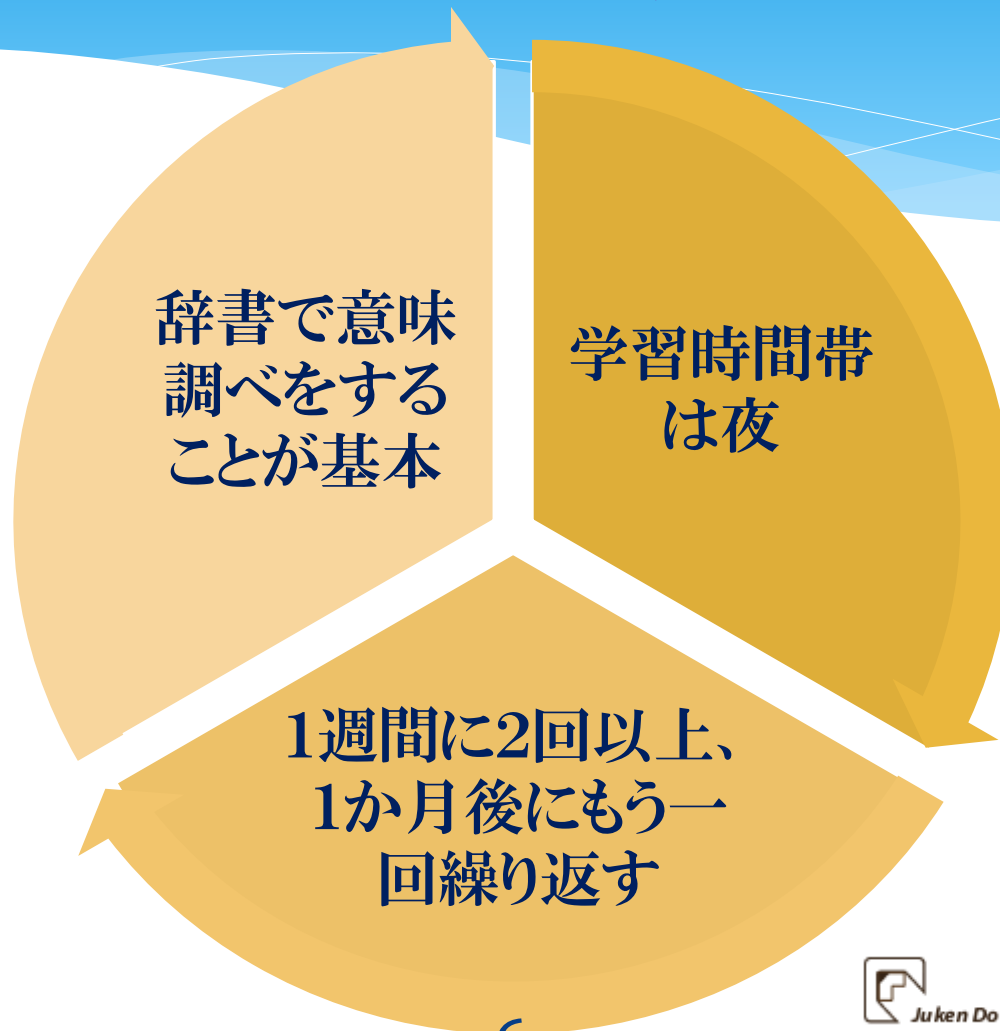 辞書で意味
調べをする
ことが基本
学習時間帯
は夜
1週間に2回以上、
1か月後にもう一
回繰り返す
Juken Do